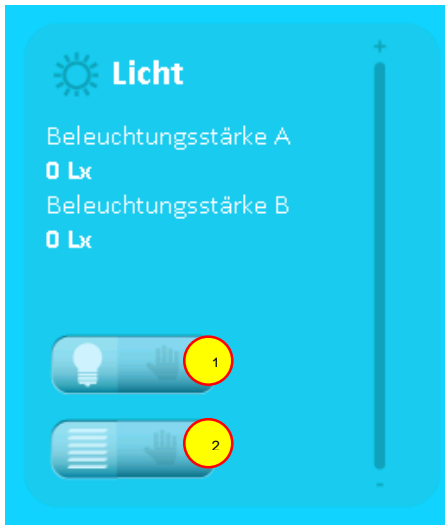 +
Licht
Beleuchtungsstärke A
0 Lx
Beleuchtungsstärke B
0 Lx
1
2
-